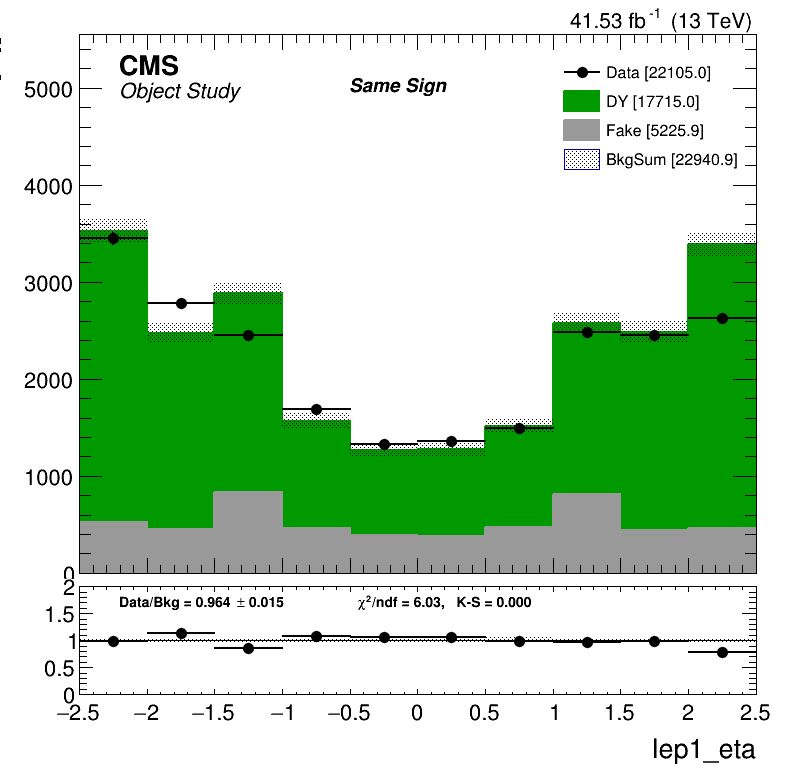 41.53 fb⁻¹ (13 TeV)
CMS
Object Study
Same Sign
Data [22105.0]
DY [17715.0]
Fake [5225.9]
BkgSum [22940.9]
5000
4000
3000
2000
1000
0
Data/Bkg = 0.964 ± 0.015
χ²/ndf = 6.03, K-S = 0.000
2
1.5
1
0.5
0
−2.5 −2 −1.5 −1 −0.5 0 0.5 1 1.5 2 2.5
lep1_eta